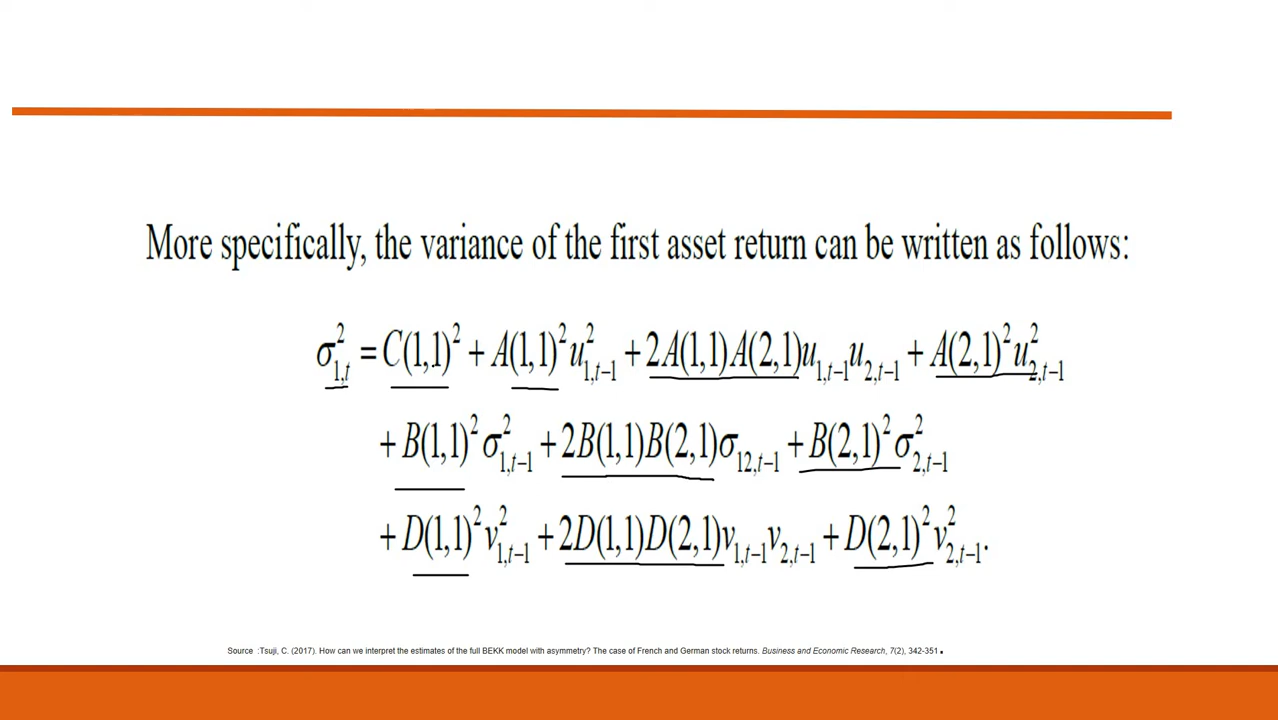 More specifically, the variance of the first asset return can be written as follows:
σ²₁,ₜ = C(1,1)² + A(1,1)²u²₁,ₜ₋₁ + 2A(1,1)A(2,1)u₁,ₜ₋₁u₂,ₜ₋₁ + A(2,1)²u²₂,ₜ₋₁
+ B(1,1)²σ²₁,ₜ₋₁ + 2B(1,1)B(2,1)σ₁₂,ₜ₋₁ + B(2,1)²σ²₂,ₜ₋₁
+ D(1,1)²v²₁,ₜ₋₁ + 2D(1,1)D(2,1)v₁,ₜ₋₁v₂,ₜ₋₁ + D(2,1)²v²₂,ₜ₋₁.
Source :Tsuji, C. (2017). How can we interpret the estimates of the full BEKK model with asymmetry? The case of French and German stock returns. Business and Economic Research, 7(2), 342-351.